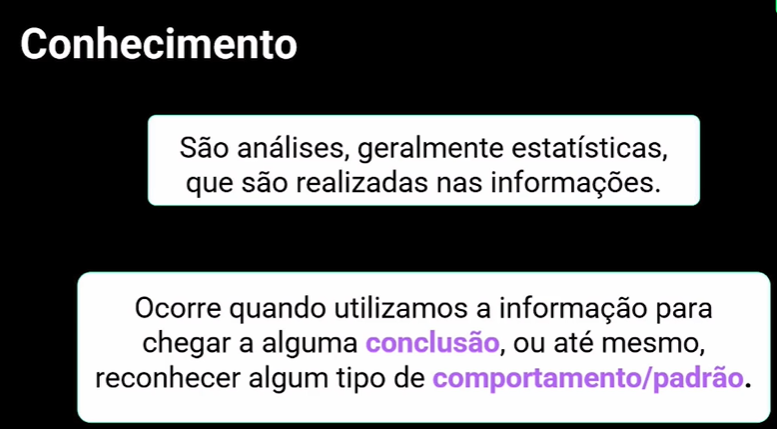 Conhecimento
São análises, geralmente estatísticas,
que são realizadas nas informações.
Ocorre quando utilizamos a informação para
chegar a alguma conclusão, ou até mesmo,
reconhecer algum tipo de comportamento/padrão.